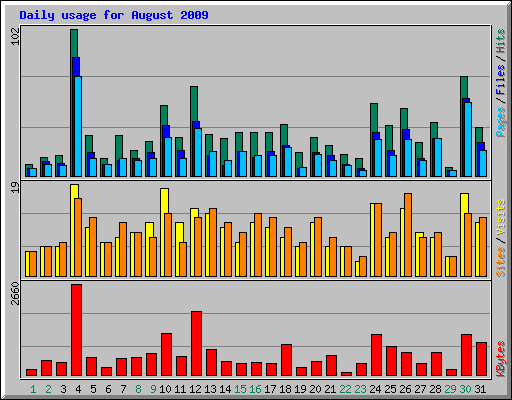 Daily usage for August 2009
102
Pages / Files / Hits
19
Sites / Visits
2660
KBytes
1 2 3 4 5 6 7 8 9 10 11 12 13 14 15 16 17 18 19 20 21 22 23 24 25 26 27 28 29 30 31